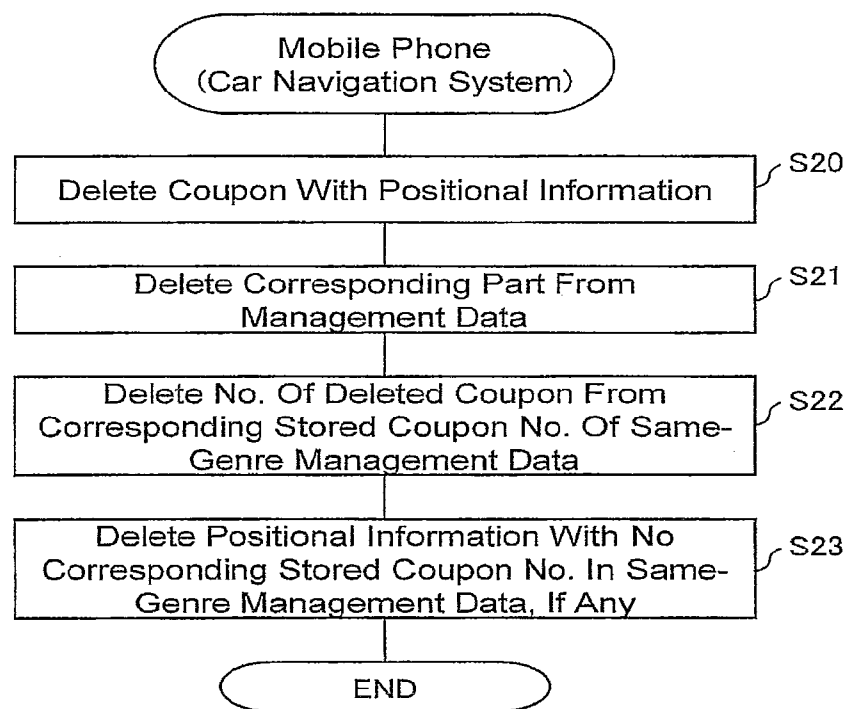 Mobile Phone
(Car Navigation System)
S20
Delete Coupon With Positional Information
S21
Delete Corresponding Part From
Management Data
S22
Delete No. Of Deleted Coupon From
Corresponding Stored Coupon No. Of Same-
Genre Management Data
S23
Delete Positional Information With No
Corresponding Stored Coupon No. In Same-
Genre Management Data, If Any
END